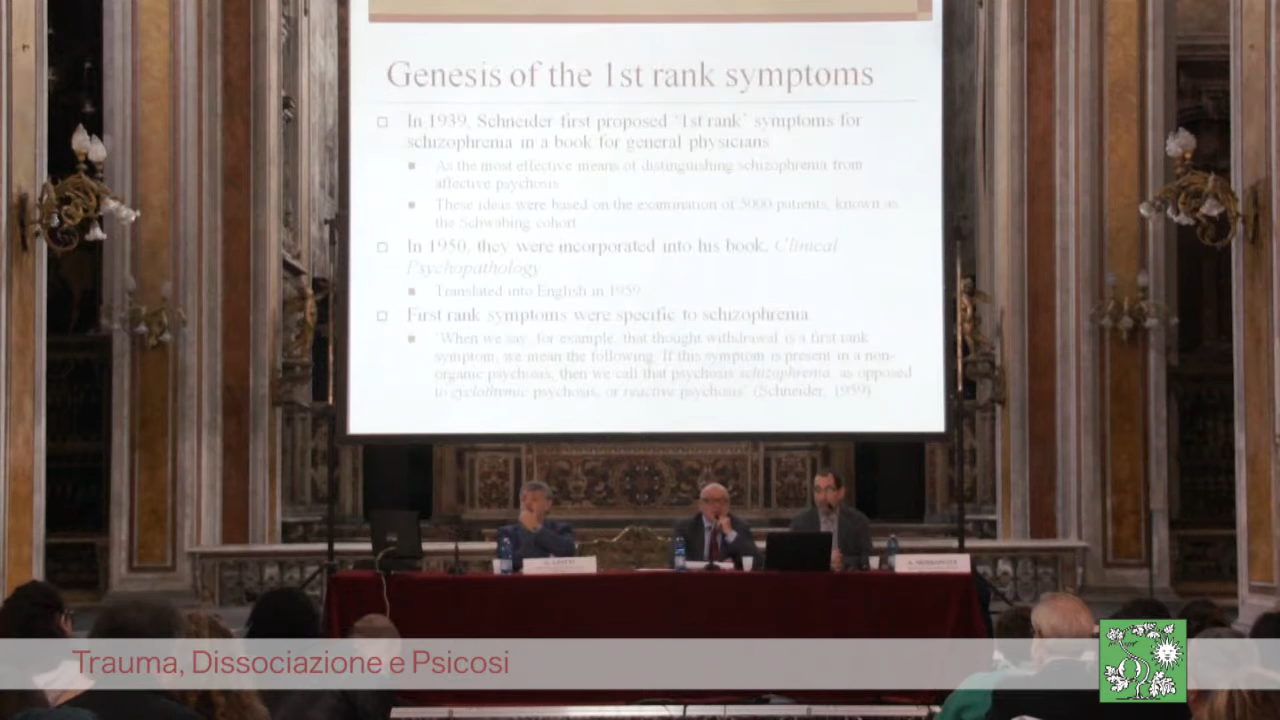 Genesis of the 1st rank symptoms
In 1939, Schneider first proposed '1st rank' symptoms for
schizophrenia in a book for general physicians
As the most effective means of distinguishing schizophrenia from
affective psychosis
These ideas were based on the examination of 5000 patients, known as
the Schwabing cohort
In 1950, they were incorporated into his book, Clinical
Psychopathology
Translated into English in 1959
First rank symptoms were specific to schizophrenia
'When we say, for example, that thought withdrawal is a first rank
symptom, we mean the following: If this symptom is present in a non-
organic psychosis, then we call that psychosis schizophrenia, as opposed
to cyclothymic psychosis, or reactive psychosis' (Schneider, 1959)
Trauma, Dissociazione e Psicosi